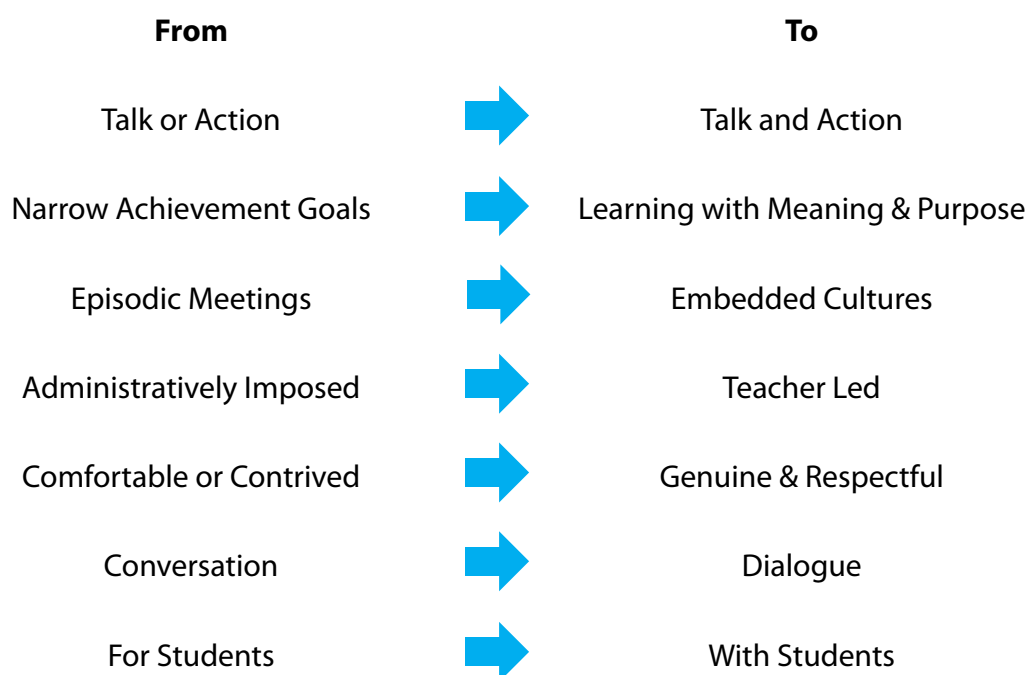 From To
Talk or Action Talk and Action
Narrow Achievement Goals Learning with Meaning & Purpose
Episodic Meetings Embedded Cultures
Administratively Imposed Teacher Led
Comfortable or Contrived Genuine & Respectful
Conversation Dialogue
For Students With Students